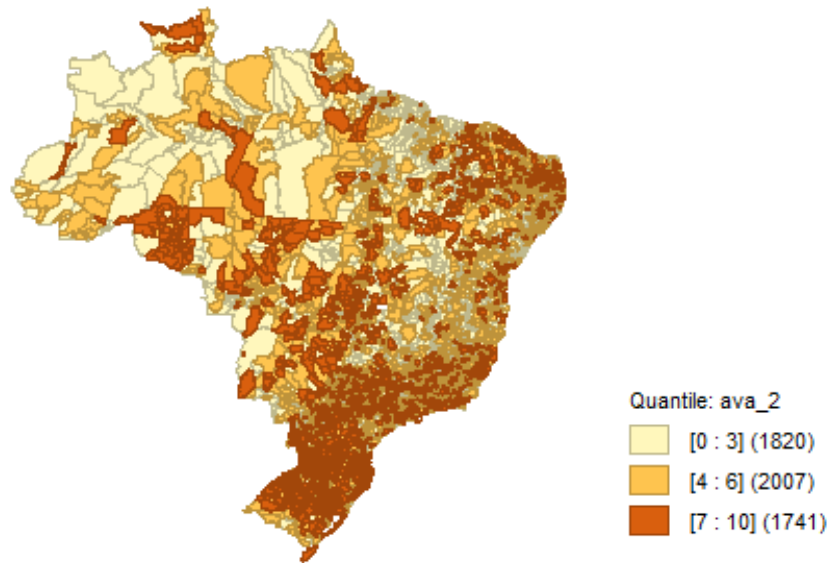 Quantile: ava_2
[0 : 3] (1820)
[4 : 6] (2007)
[7 : 10] (1741)